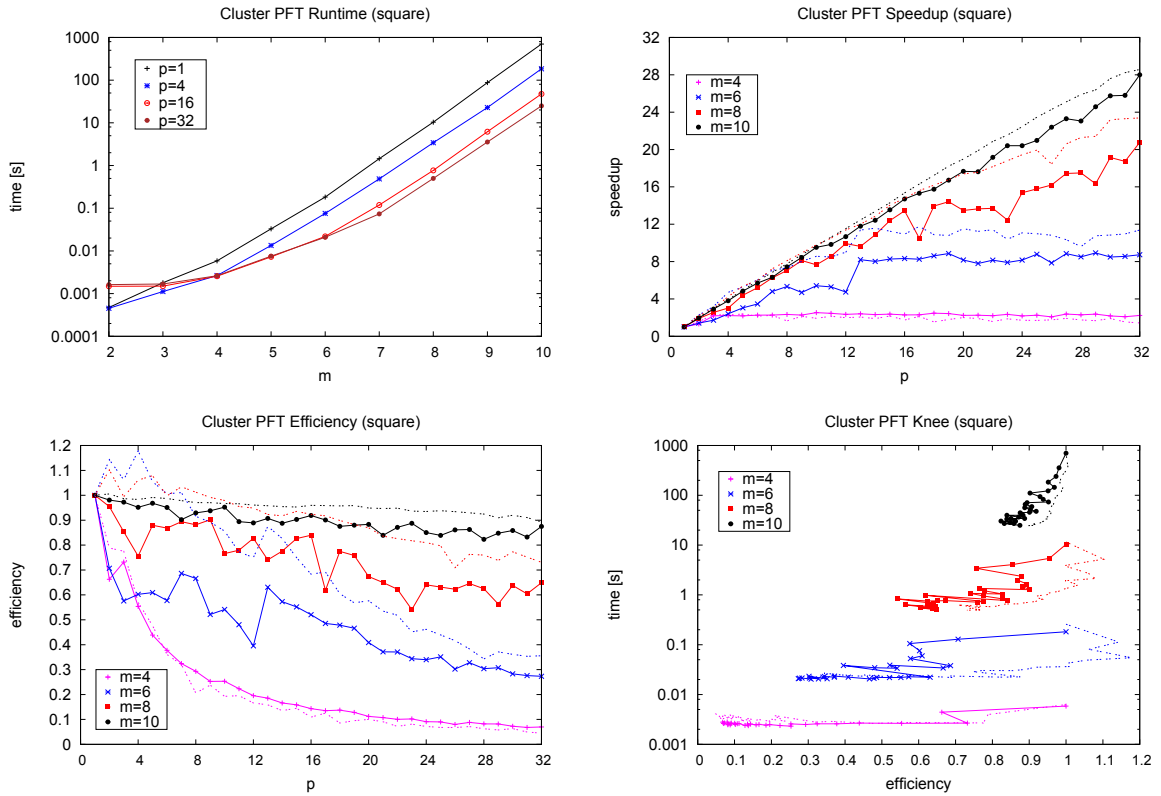 Cluster PFT Runtime (square)
time [s]
1000
100
10
1
0.1
0.01
0.001
0.0001
p=1
p=4
p=16
p=32
2 3 4 5 6 7 8 9 10
m
Cluster PFT Speedup (square)
speedup
32
28
24
20
16
12
8
4
0
m=4
m=6
m=8
m=10
0 4 8 12 16 20 24 28 32
p
Cluster PFT Efficiency (square)
efficiency
1.2
1.1
1
0.9
0.8
0.7
0.6
0.5
0.4
0.3
0.2
0.1
0
m=4
m=6
m=8
m=10
0 4 8 12 16 20 24 28 32
p
Cluster PFT Knee (square)
time [s]
1000
100
10
1
0.1
0.01
0.001
m=4
m=6
m=8
m=10
0 0.1 0.2 0.3 0.4 0.5 0.6 0.7 0.8 0.9 1 1.1 1.2
efficiency